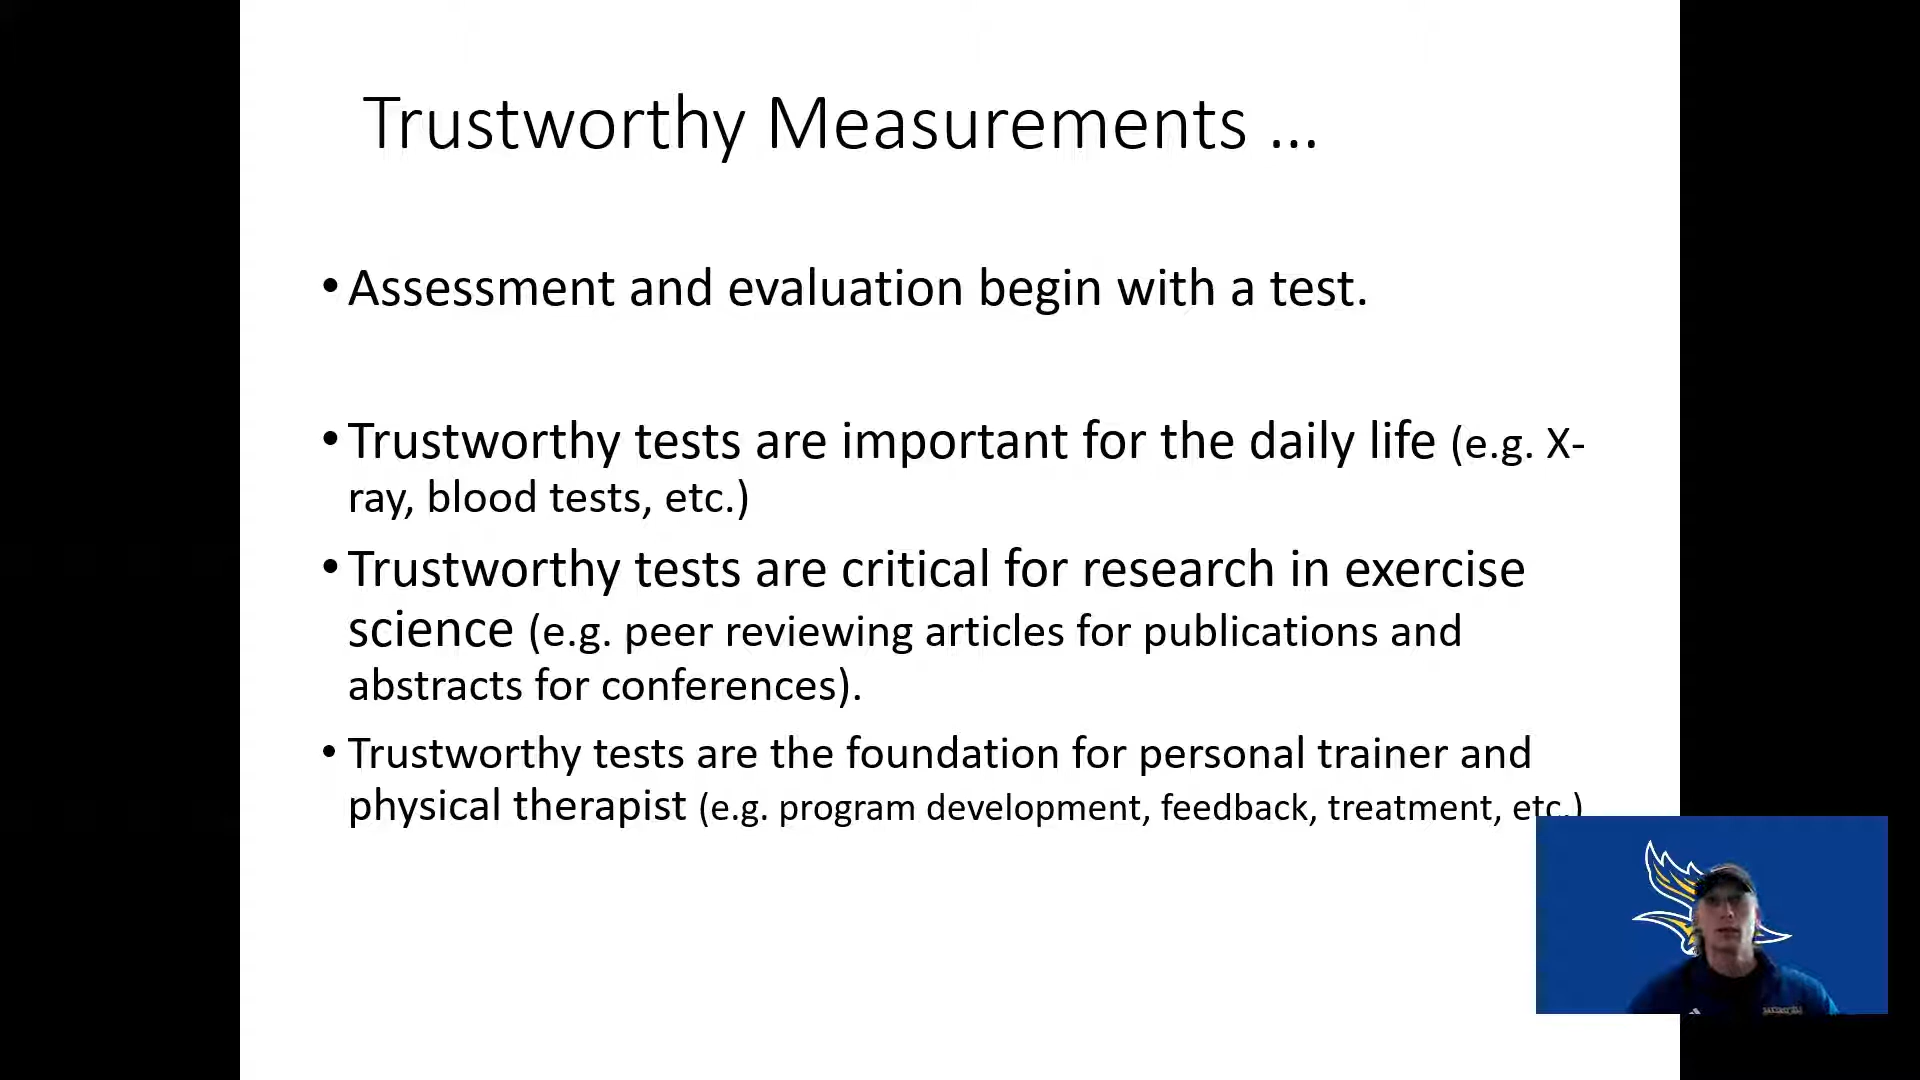 Trustworthy Measurements ...
• Assessment and evaluation begin with a test.
• Trustworthy tests are important for the daily life (e.g. X-
ray, blood tests, etc.)
• Trustworthy tests are critical for research in exercise
science (e.g. peer reviewing articles for publications and
abstracts for conferences).
• Trustworthy tests are the foundation for personal trainer and
physical therapist (e.g. program development, feedback, treatment, etc.)